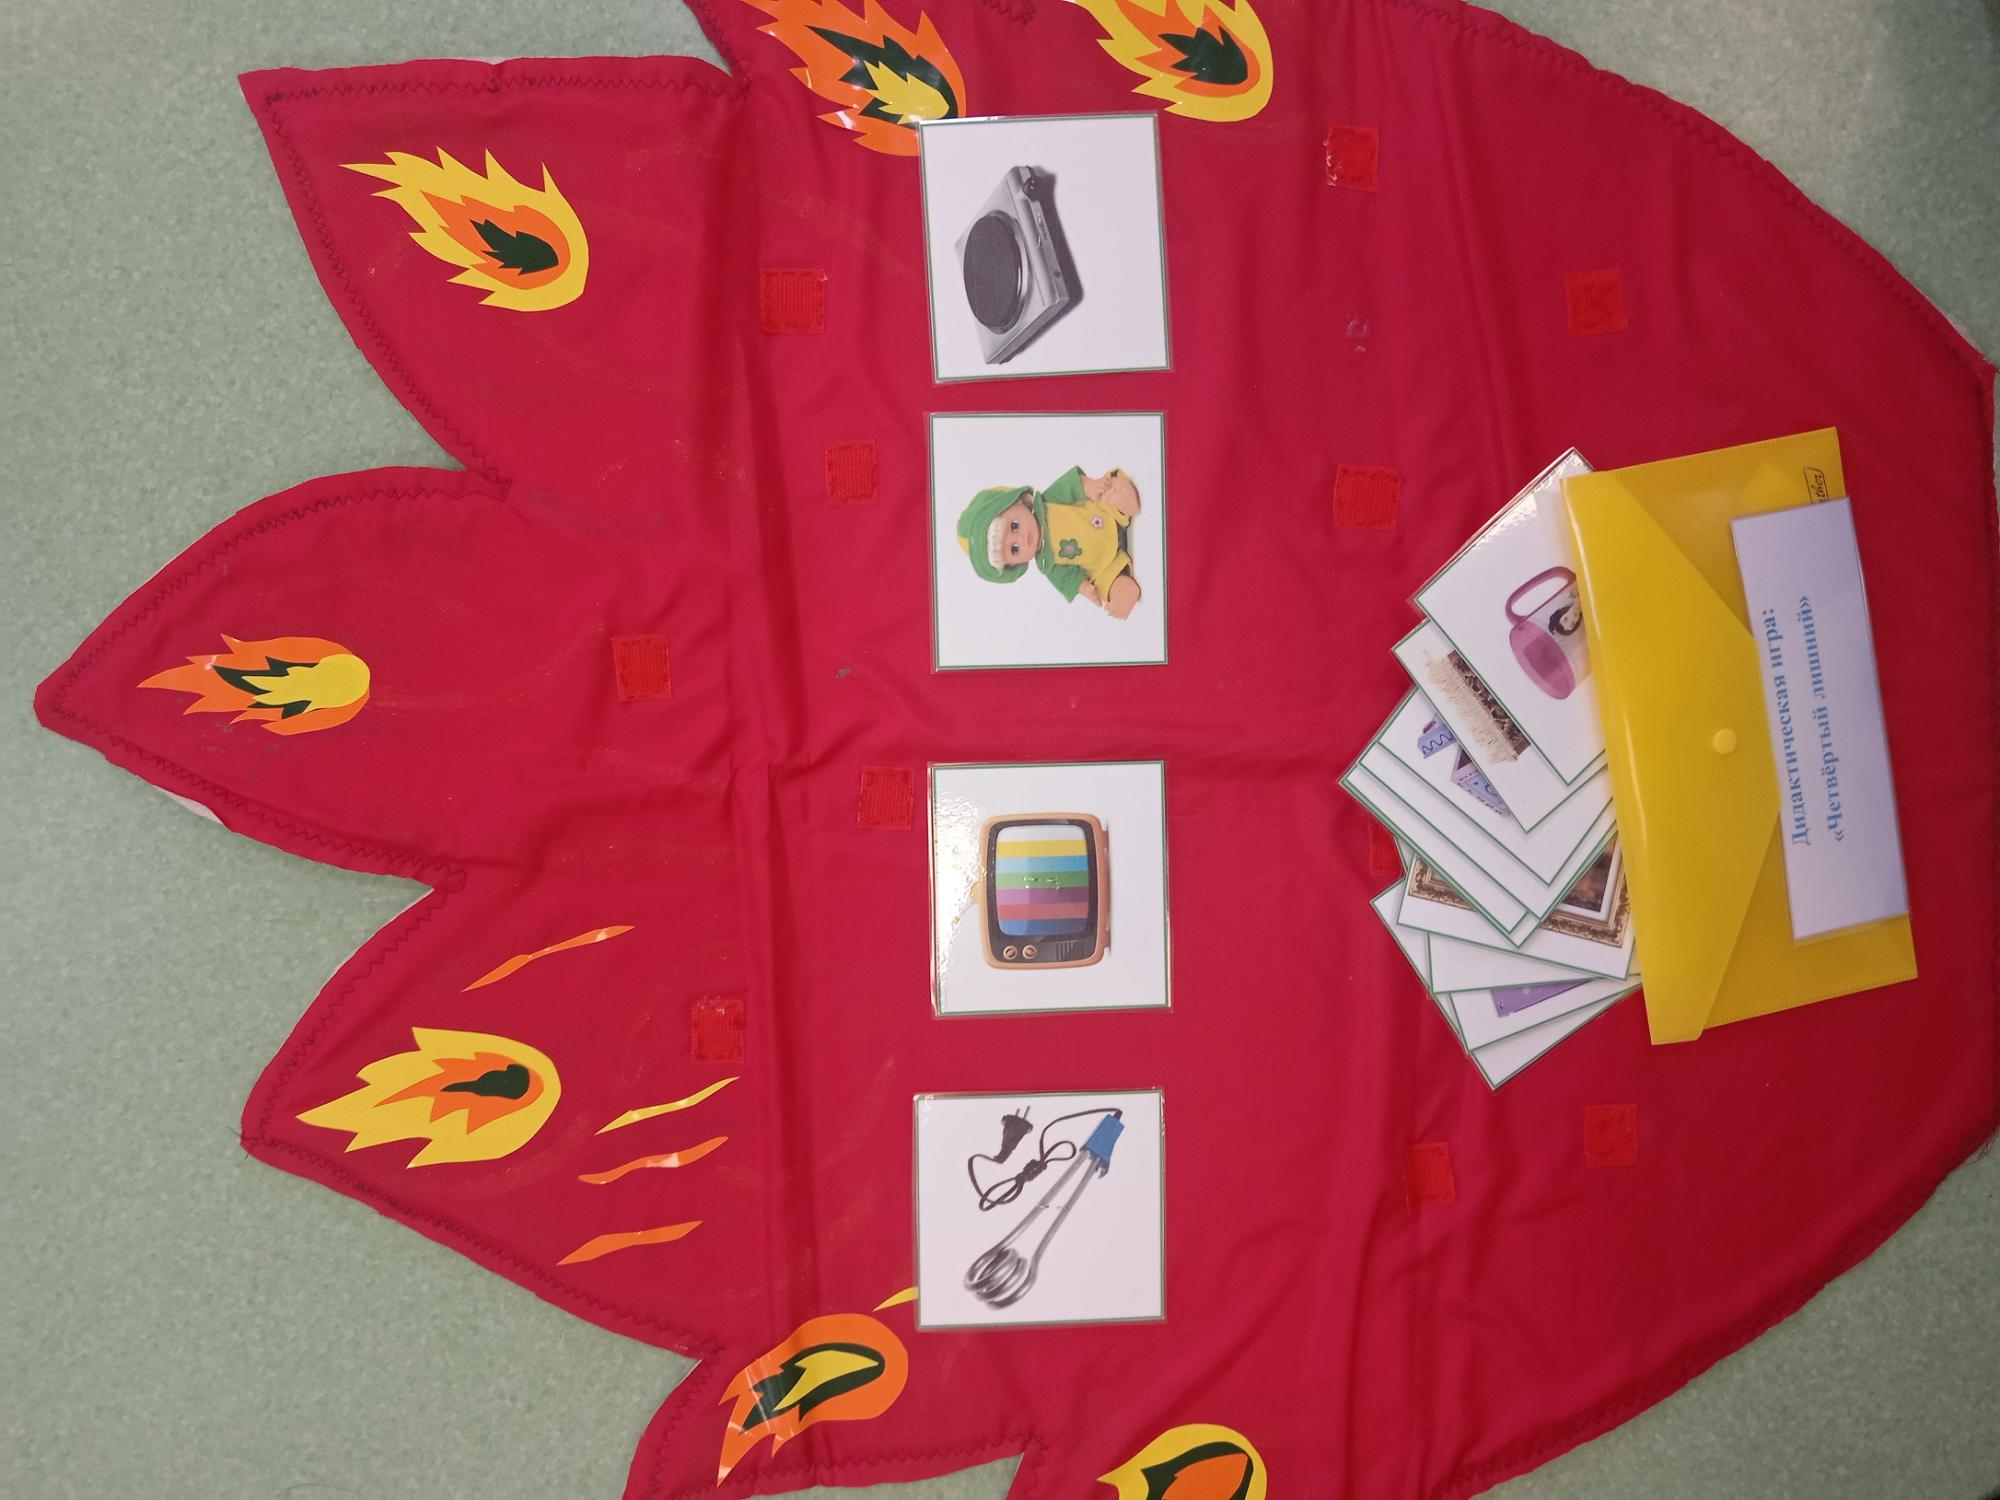 Дидактическая игра:
«Четвёртый лишний»